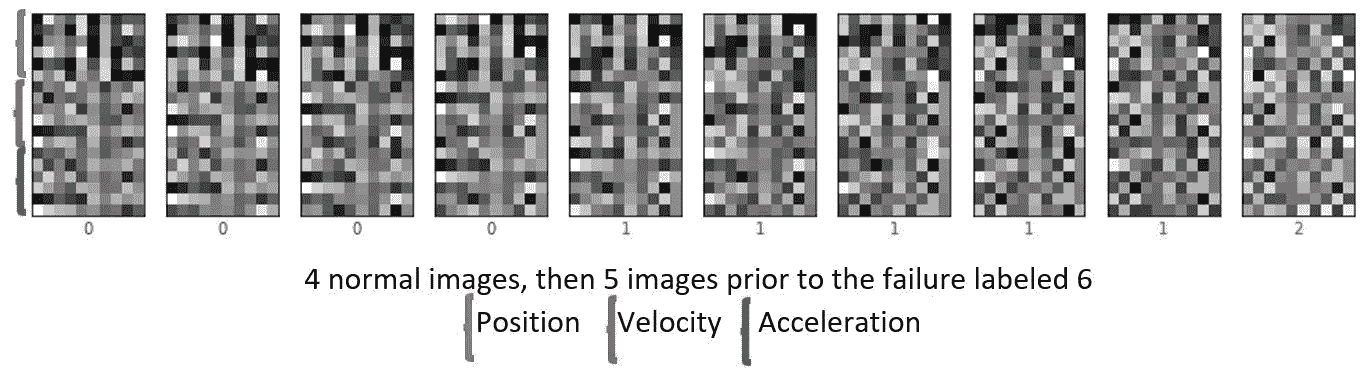 0 0 0 0 1 1 1 1 1 2
4 normal images, then 5 images prior to the failure labeled 6
Position Velocity Acceleration